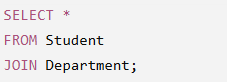 SELECT *
FROM Student
JOIN Department;